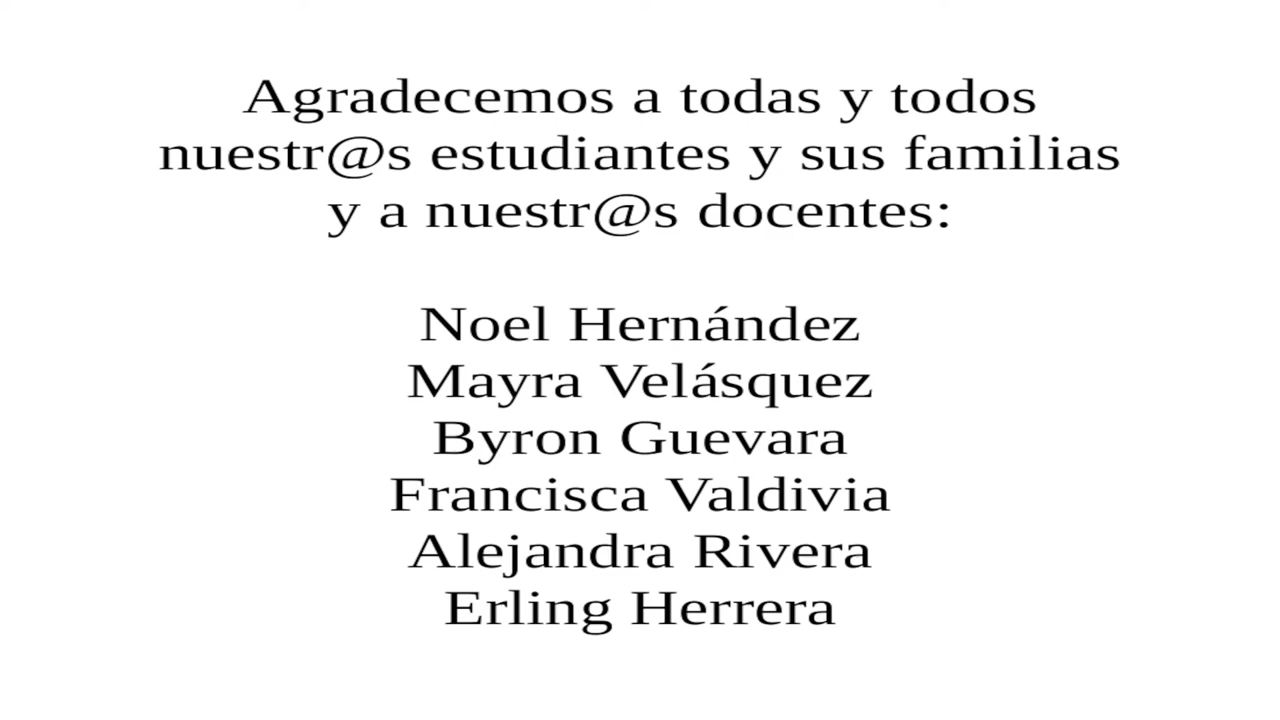 Agradecemos a todas y todos
nuestr@s estudiantes y sus familias
y a nuestr@s docentes:
Noel Hernández
Mayra Velásquez
Byron Guevara
Francisca Valdivia
Alejandra Rivera
Erling Herrera